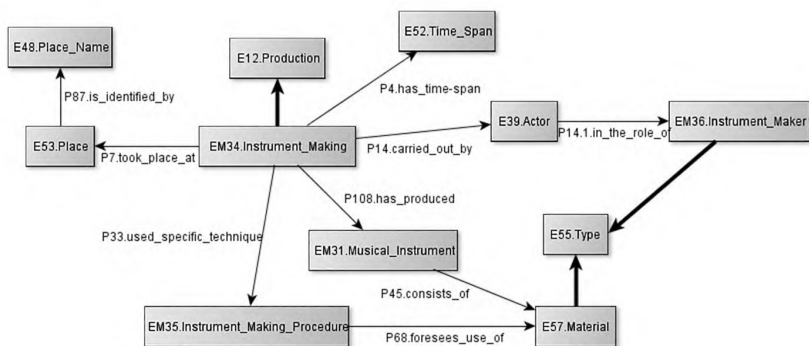 E52.Time_Span
E48.Place_Name
E12.Production
P4.has_time-span
P87.is_identified_by
E39.Actor
P14.1.in_the_role_of
EM36.Instrument_Maker
E53.Place
P7.took_place_at
EM34.Instrument_Making
P14.carried_out_by
P108.has_produced
P33.used_specific_technique
E55.Type
EM31.Musical_Instrument
P45.consists_of
EM35.Instrument_Making_Procedure
P68.foresees_use_of
E57.Material